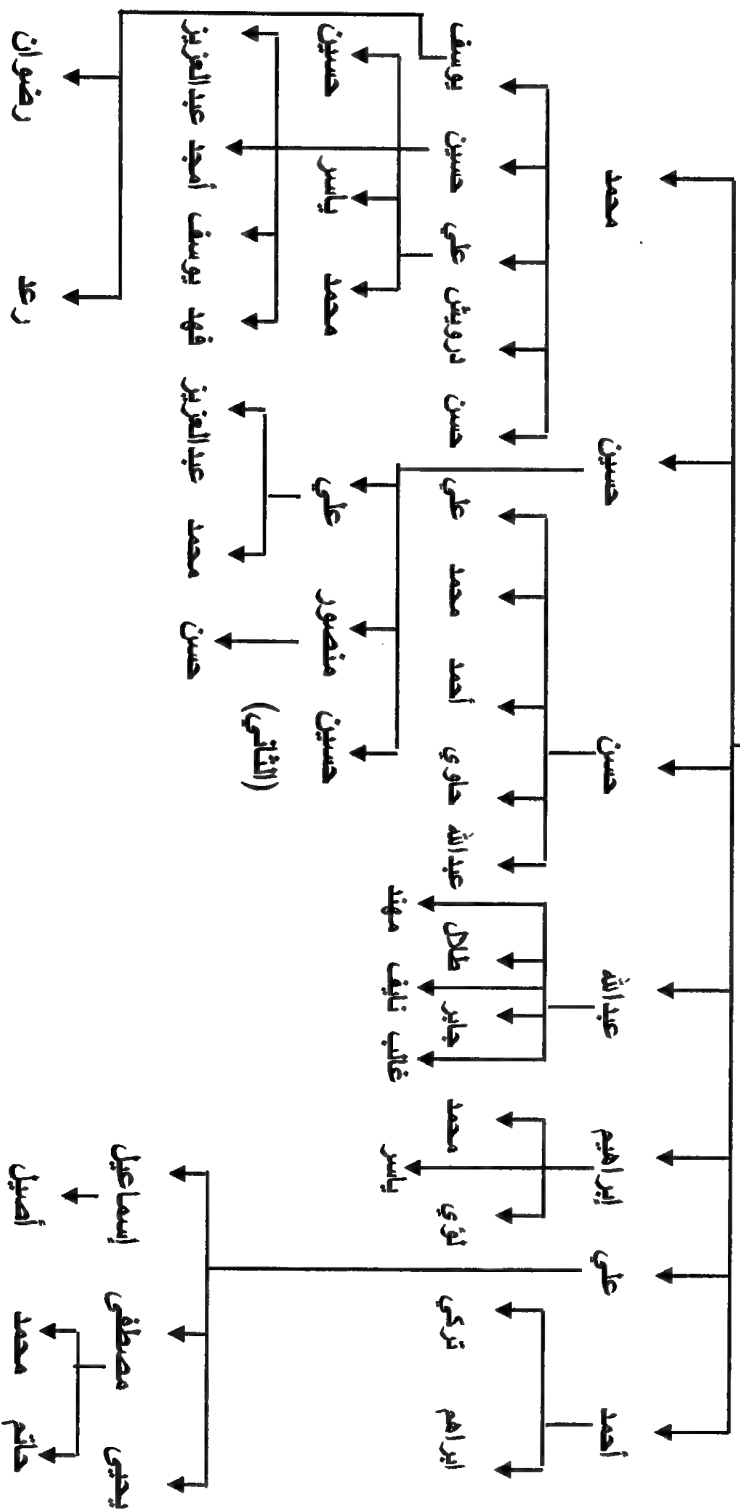 أحمد علي إبراهيم عبدالله حسن حسين محمد
ابراهم تركي لؤي محمد جابر طلال عبدالله حاوي أحمد محمد علي حسن درويش علي حسين يوسف
ياسر غالب نايف مهند
حسين منصور علي محمد ياسر حسين
(الثاني)
حسن محمد عبدالعزيز فهد يوسف أمجد عبدالعزيز
يحيى مصطفى إسماعيل
حاتم محمد أصيل رعد رضوان